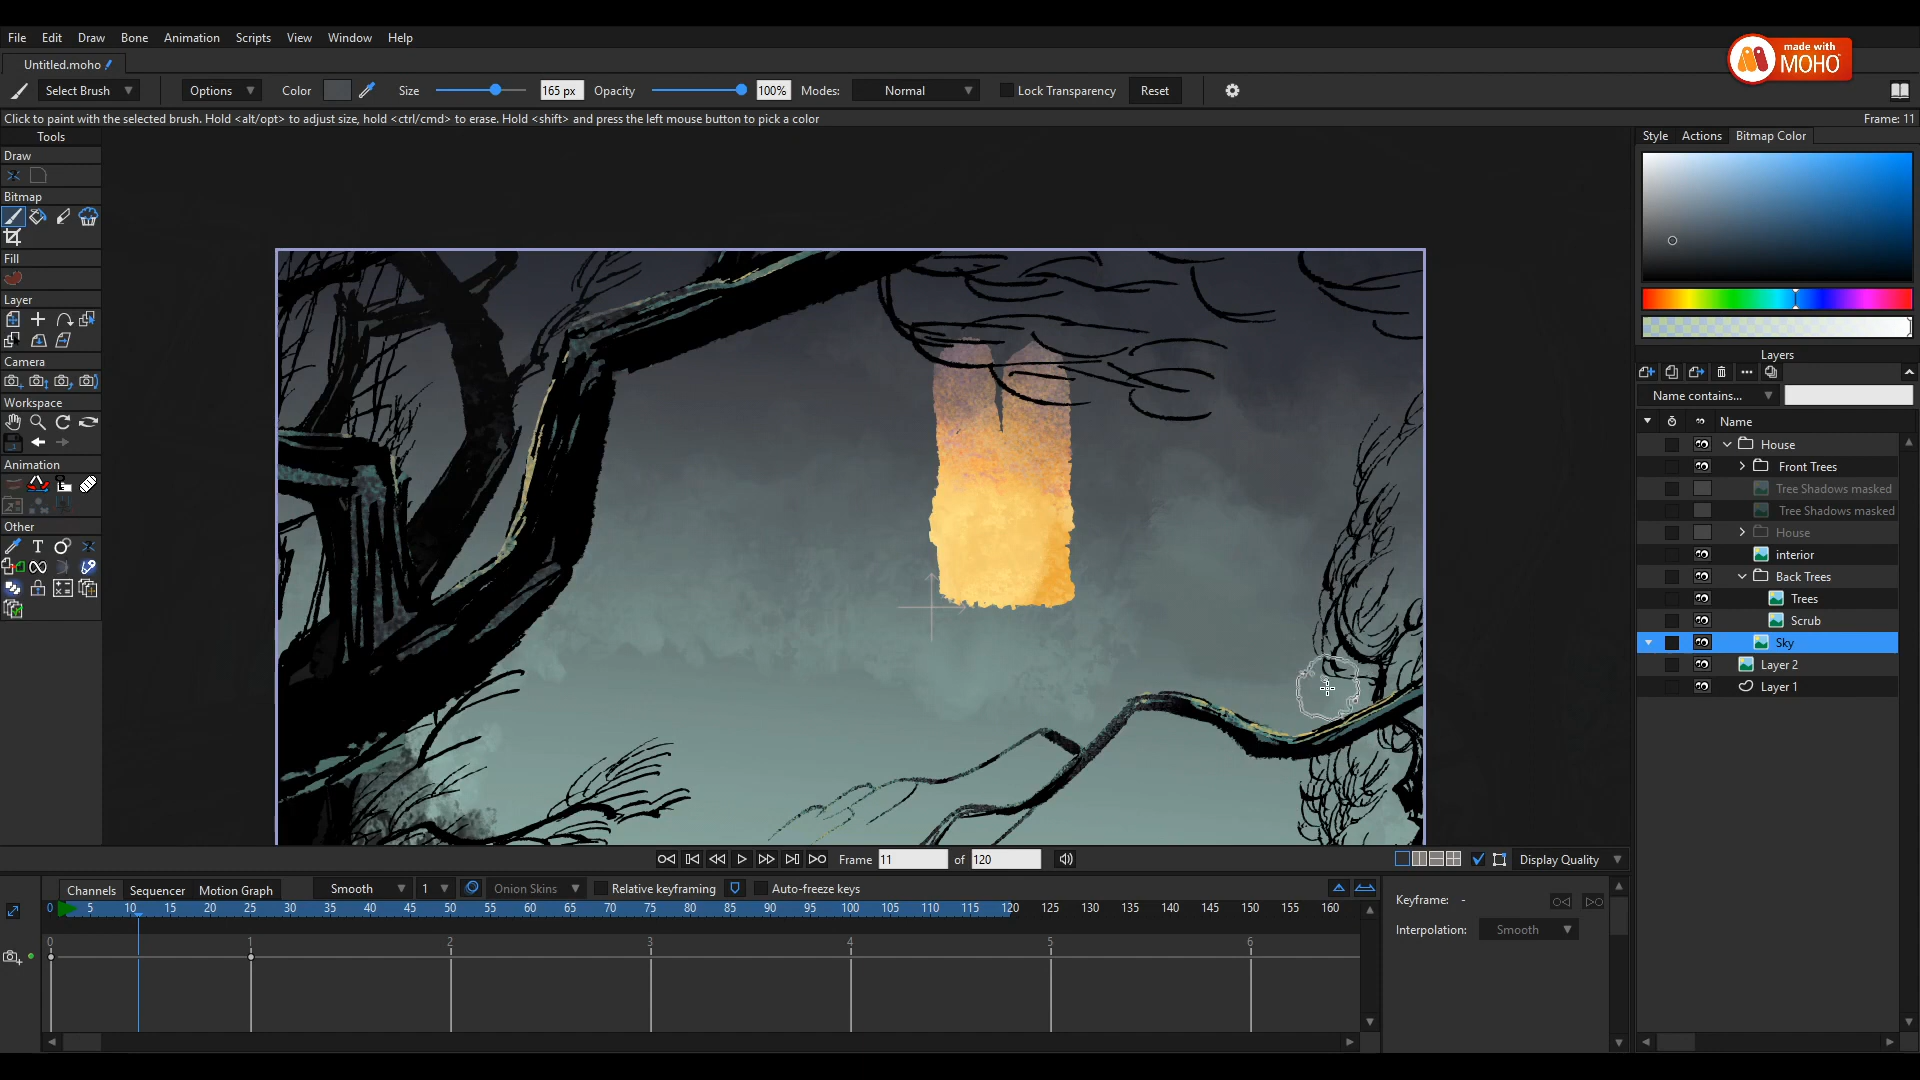 File Edit Draw Bone Animation Scripts View Window Help
made with
MOHO
Untitled.moho
Select Brush Options Color Size 165 px Opacity 100% Modes: Normal Lock Transparency Reset
Click to paint with the selected brush. Hold <alt/opt> to adjust size, hold <ctrl/cmd> to erase. Hold <shift> and press the left mouse button to pick a color
Frame: 11
Tools
Draw
Bitmap
Fill
Layer
Camera
Workspace
Animation
Other
Style Actions Bitmap Color
Layers
Name contains...
Name
House
Front Trees
Tree Shadows masked
Tree Shadows masked
House
interior
Back Trees
Trees
Scrub
Sky
Layer 2
Layer 1
Frame 11 of 120
Display Quality
Channels Sequencer Motion Graph Smooth 1 Onion Skins Relative keyframing Auto-freeze keys
0 5 10 15 20 25 30 35 40 45 50 55 60 65 70 75 80 85 90 95 100 105 110 115 120 125 130 135 140 145 150 155 160
0 1 2 3 4 5 6
Keyframe: -
Interpolation: Smooth